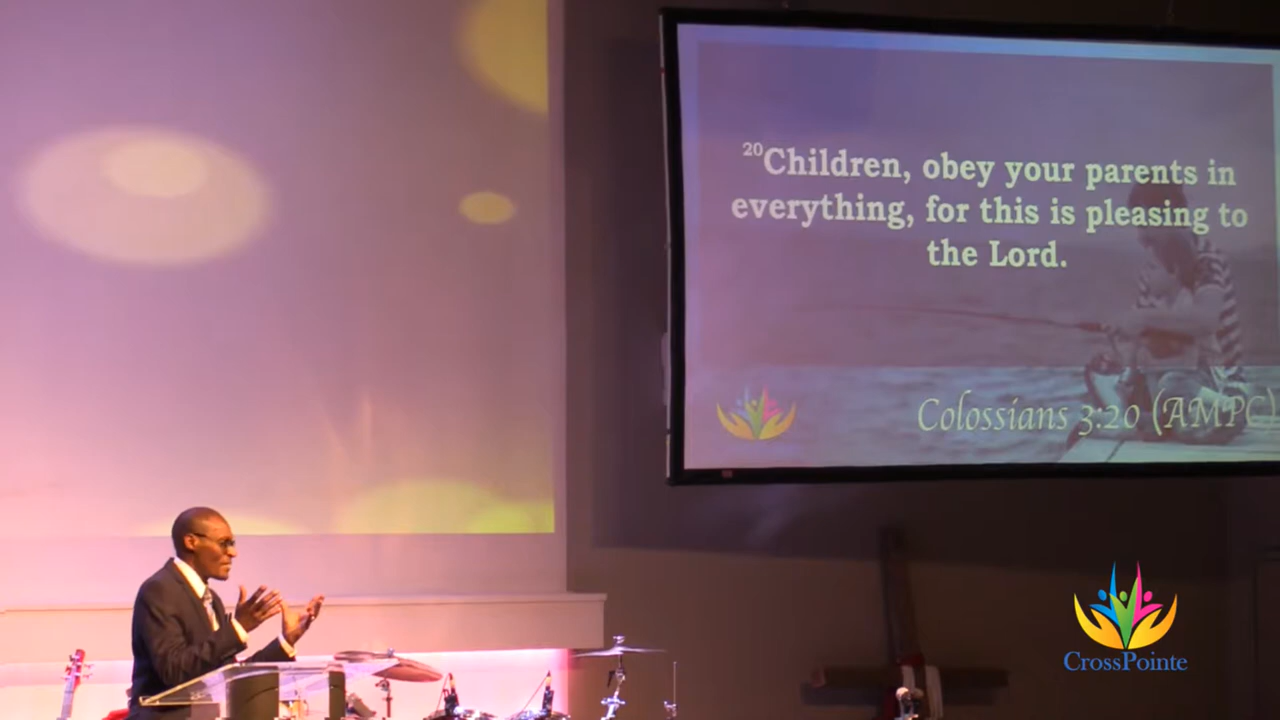 ²⁰Children, obey your parents in
everything, for this is pleasing to
the Lord.
Colossians 3:20 (AMPC)
CrossPointe